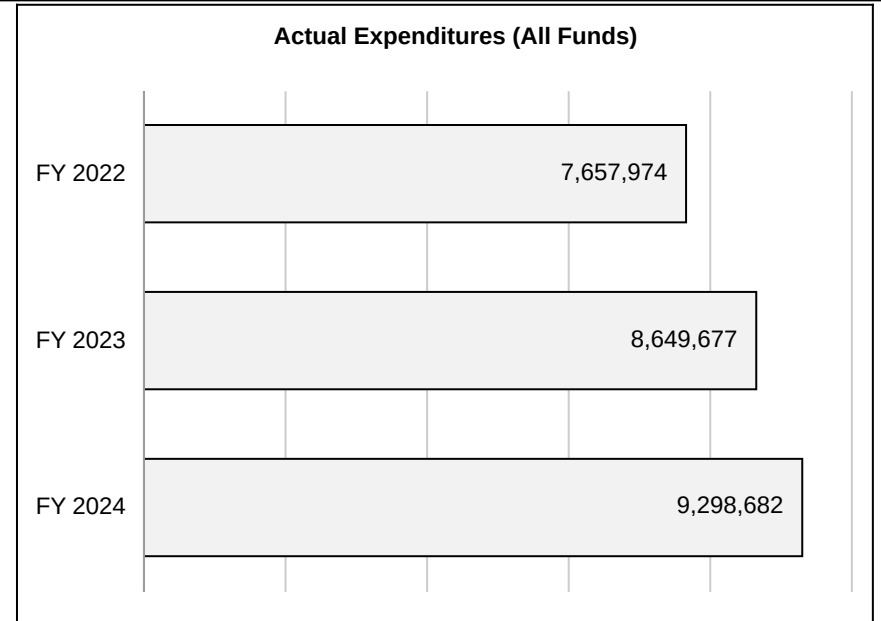 Actual Expenditures (All Funds)
FY 2022 7,657,974
FY 2023 8,649,677
FY 2024 9,298,682